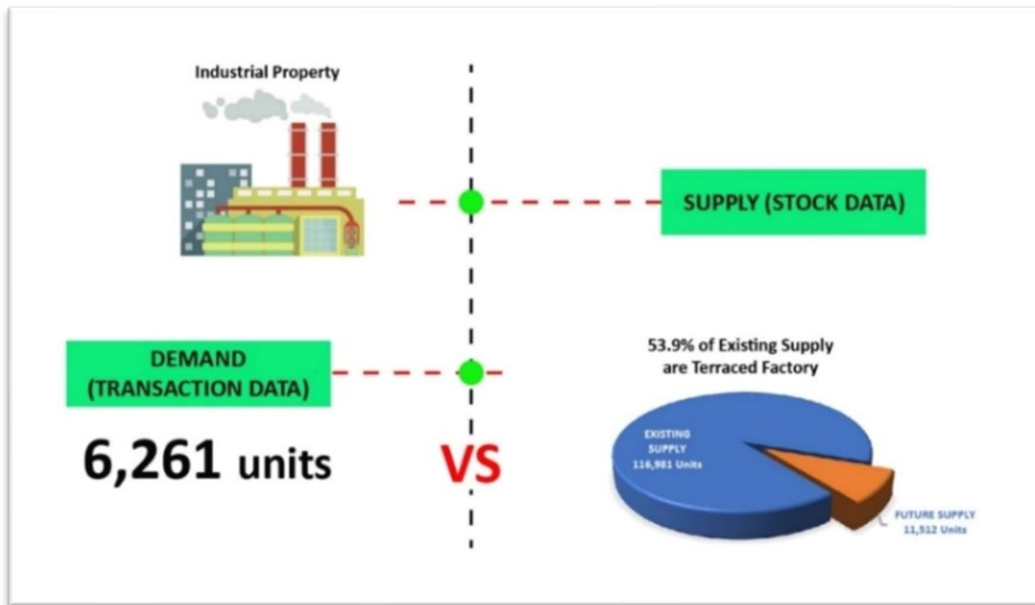 Industrial Property
SUPPLY (STOCK DATA)
DEMAND
(TRANSACTION DATA)
6,261 units
VS
53.9% of Existing Supply
are Terraced Factory
EXISTING
SUPPLY
116,981 Units
FUTURE SUPPLY
11,512 Units